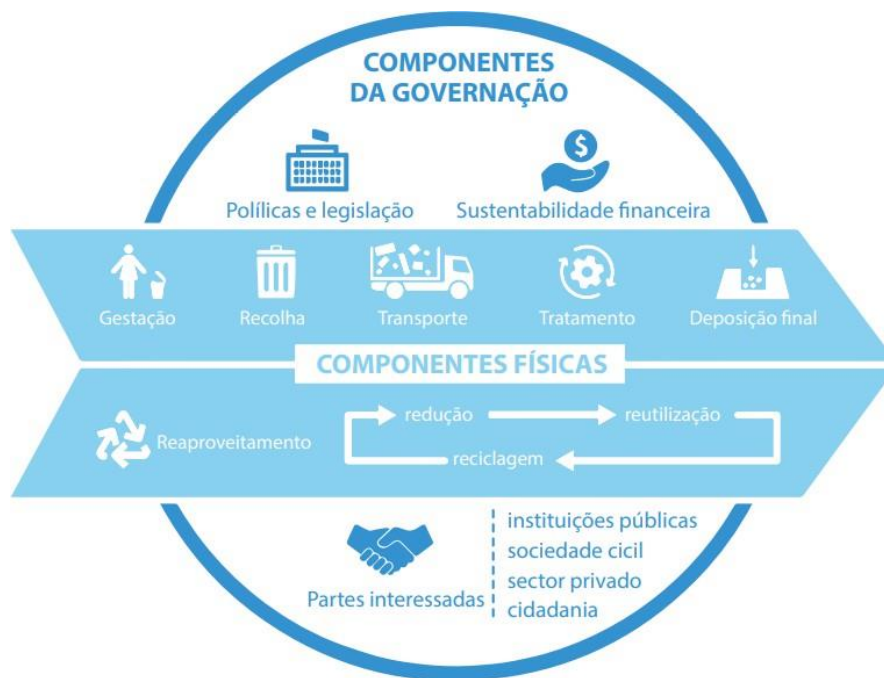 COMPONENTES
DA GOVERNAÇÃO
$
Polílicas e legislação
Sustentabilidade financeira
Gestação
Recolha
Transporte
Tratamento
Deposição final
COMPONENTES FÍSICAS
Reaproveitamento
redução
reutilização
reciclagem
Partes interessadas
instituições públicas
sociedade cicil
sector privado
cidadania